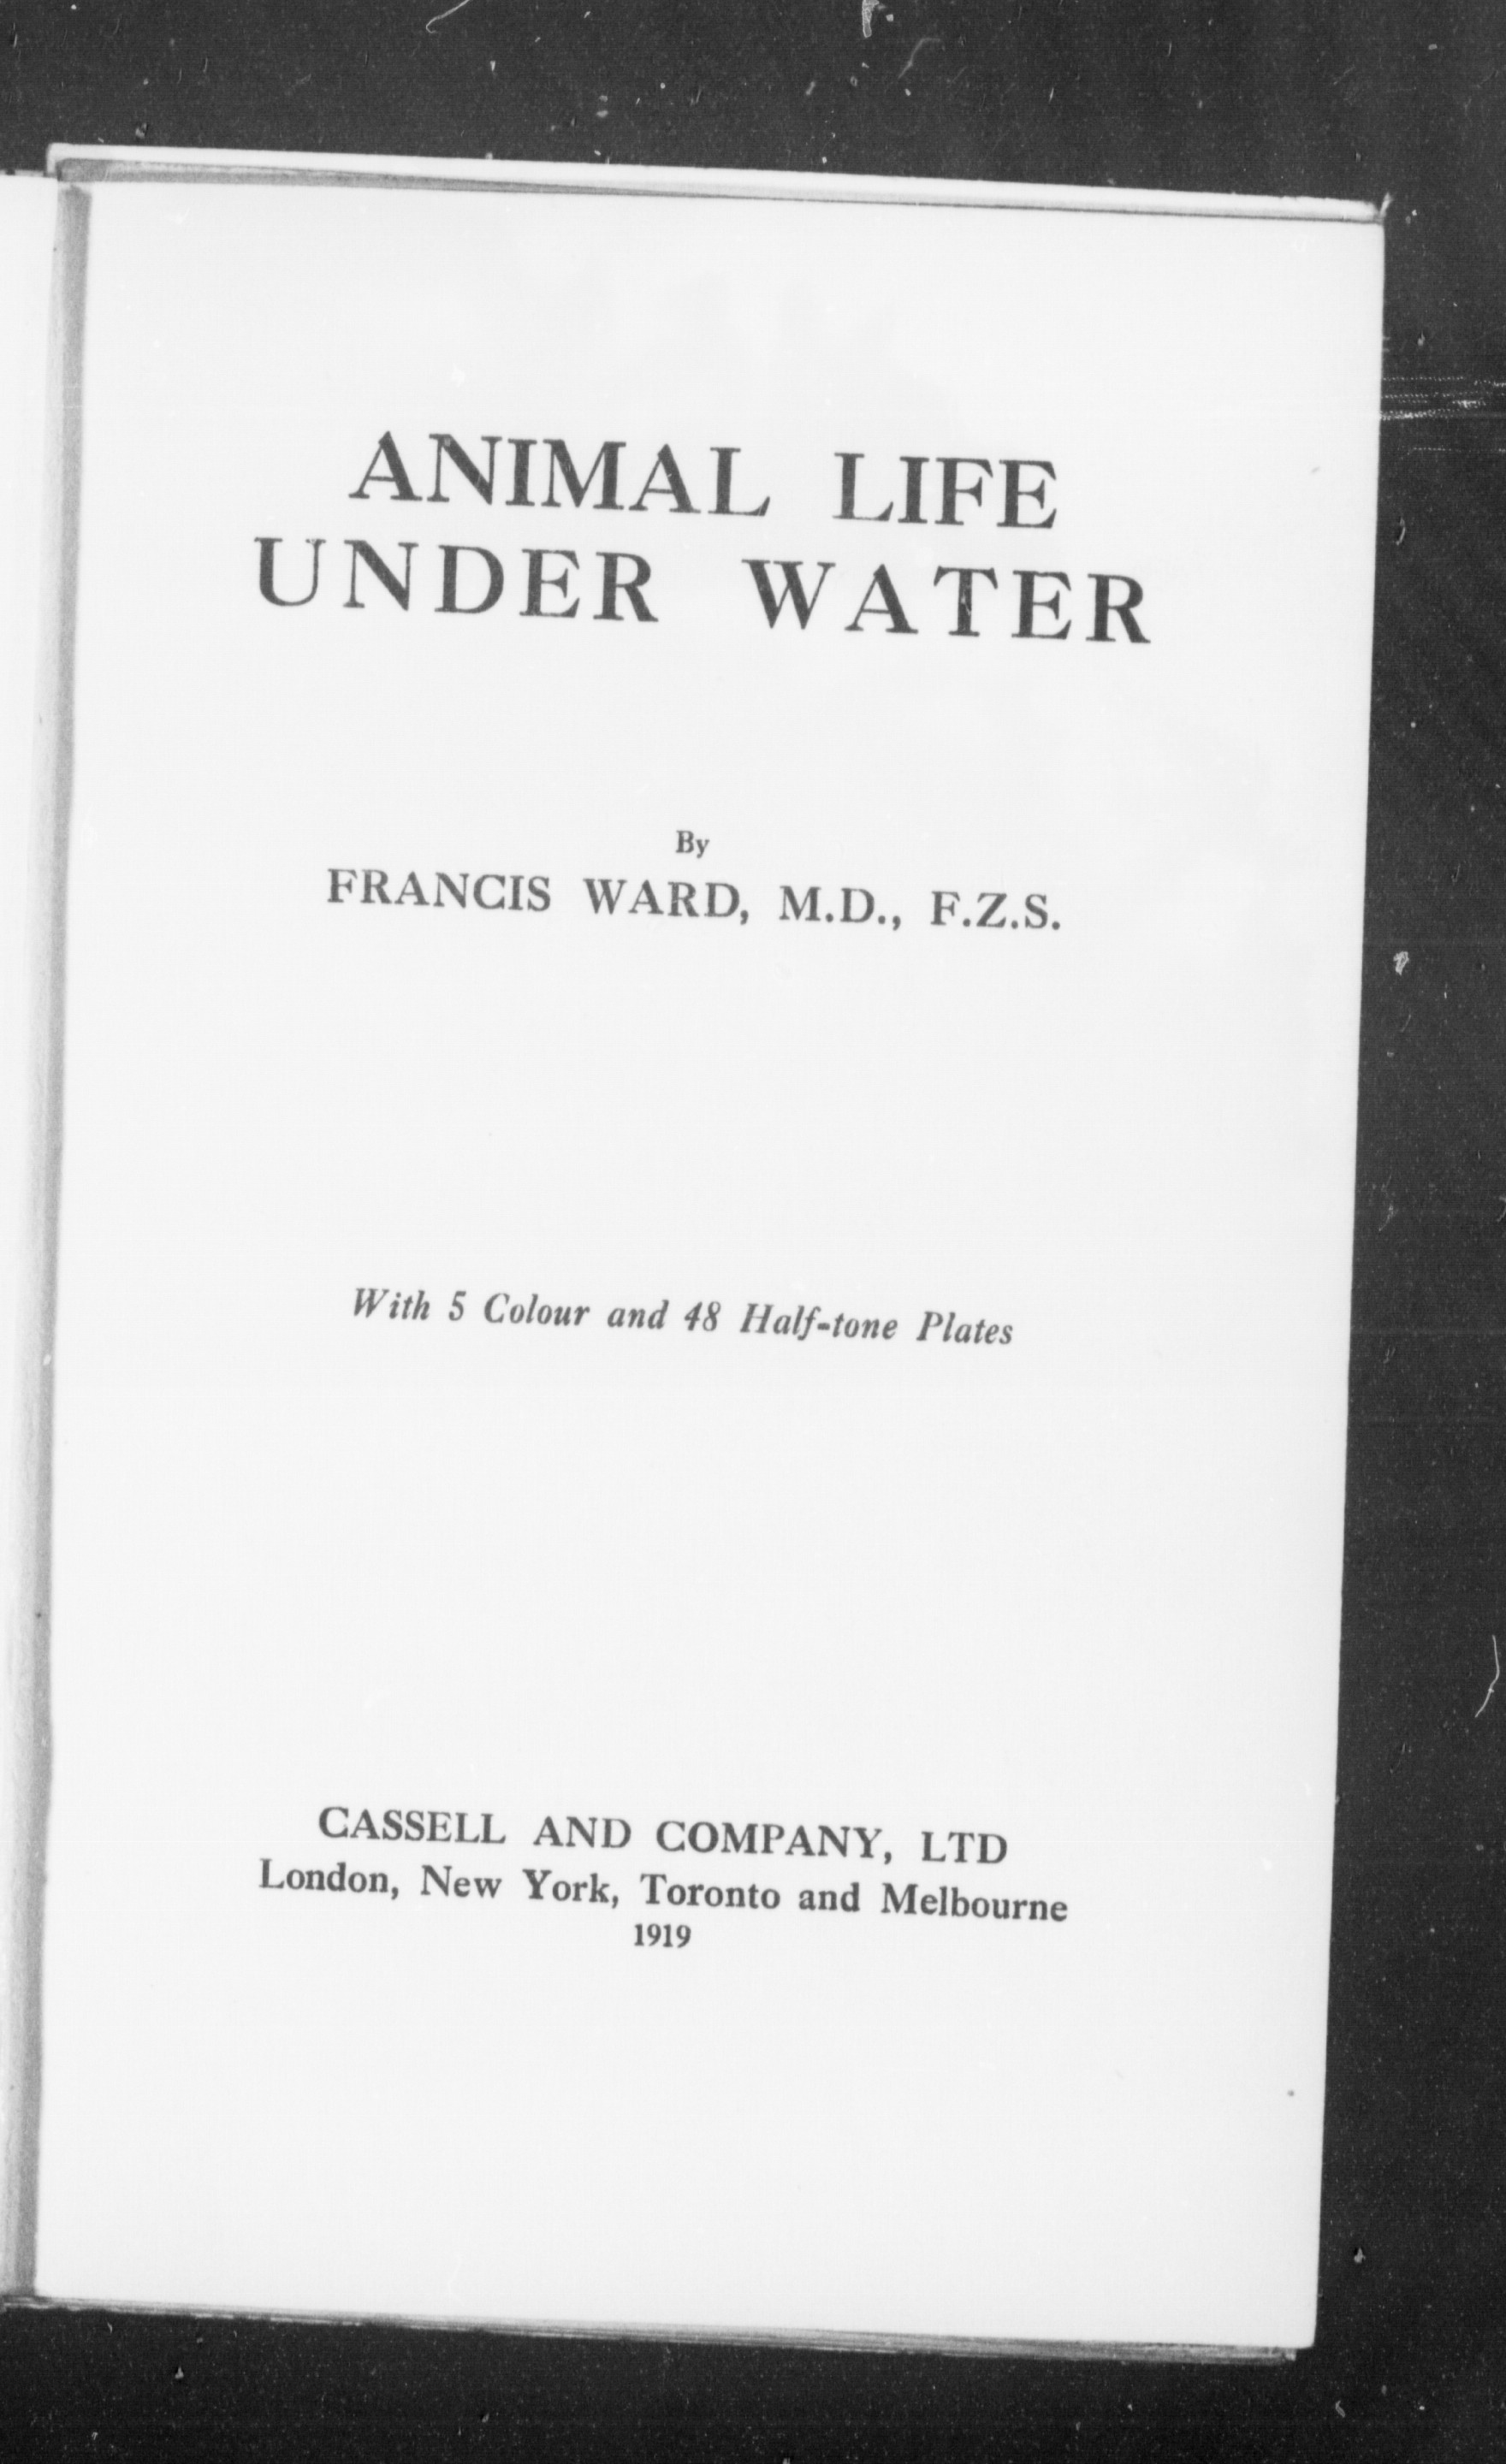 ANIMAL LIFE
UNDER WATER
By
FRANCIS WARD, M.D., F.Z.S.
With 5 Colour and 48 Half-tone Plates
CASSELL AND COMPANY, LTD
London, New York, Toronto and Melbourne
1919